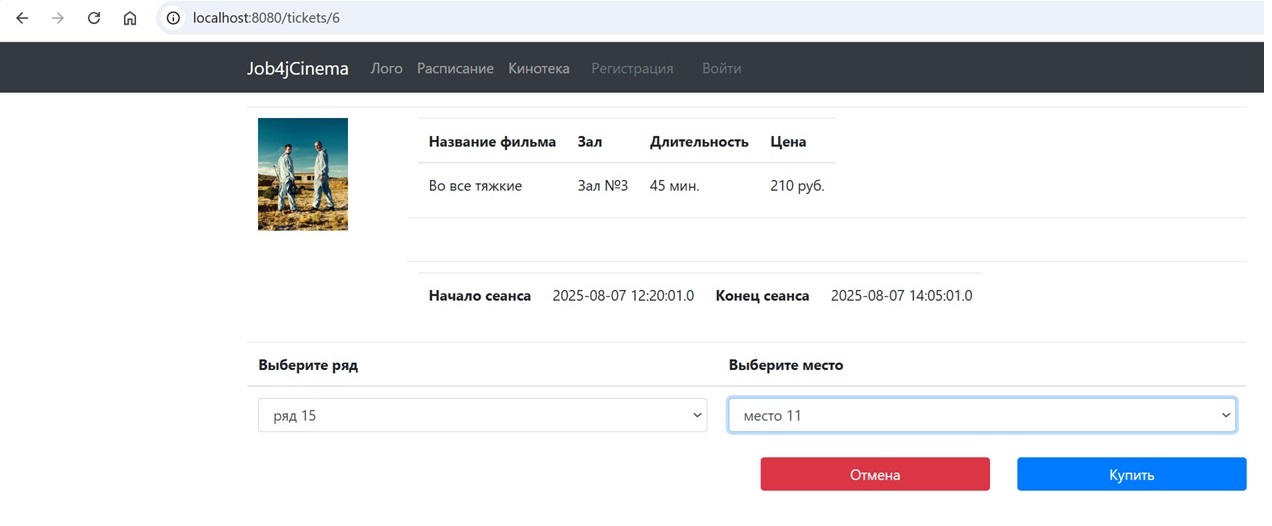 localhost:8080/tickets/6
Job4jCinema Лого Расписание Кинотека Регистрация Войти
Название фильма Зал Длительность Цена
Во все тяжкие Зал №3 45 мин. 210 руб.
Начало сеанса 2025-08-07 12:20:01.0 Конец сеанса 2025-08-07 14:05:01.0
Выберите ряд Выберите место
ряд 15 место 11
Отмена Купить